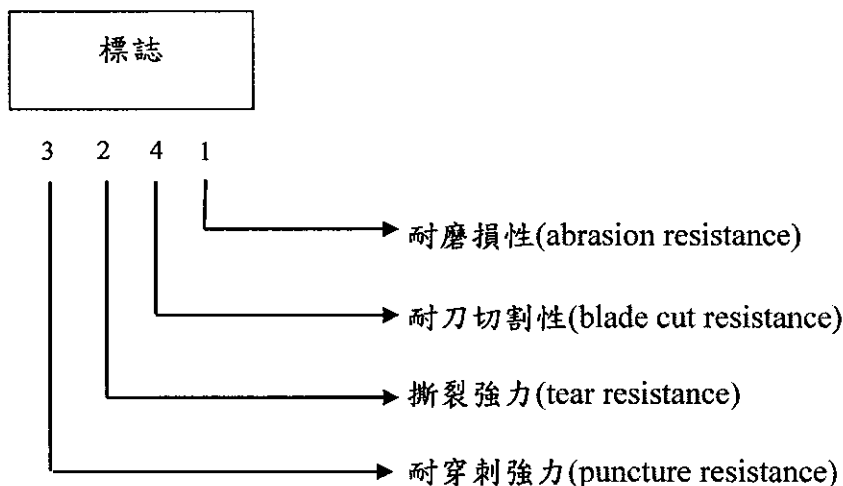 標誌
3 2 4 1
耐磨損性(abrasion resistance)
耐刀切割性(blade cut resistance)
撕裂強力(tear resistance)
耐穿刺強力(puncture resistance)